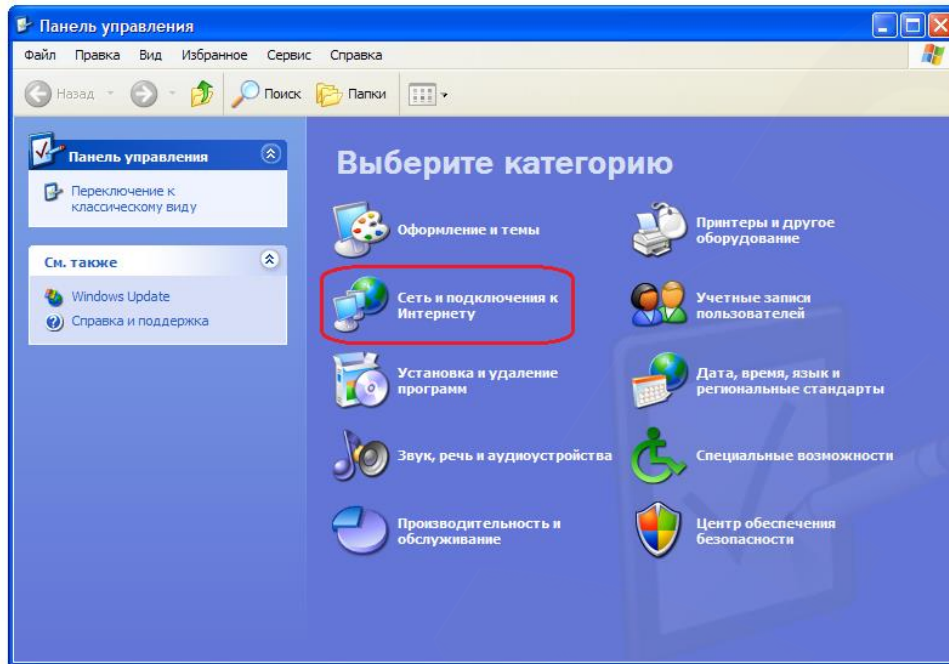 Панель управления
Файл Правка Вид Избранное Сервис Справка
Назад Поиск Папки
Панель управления
Переключение к
классическому виду
См. также
Windows Update
Справка и поддержка
Выберите категорию
Оформление и темы
Принтеры и другое
оборудование
Сеть и подключения к
Интернету
Учетные записи
пользователей
Установка и удаление
программ
Дата, время, язык и
региональные стандарты
Звук, речь и аудиоустройства
Специальные возможности
Производительность и
обслуживание
Центр обеспечения
безопасности